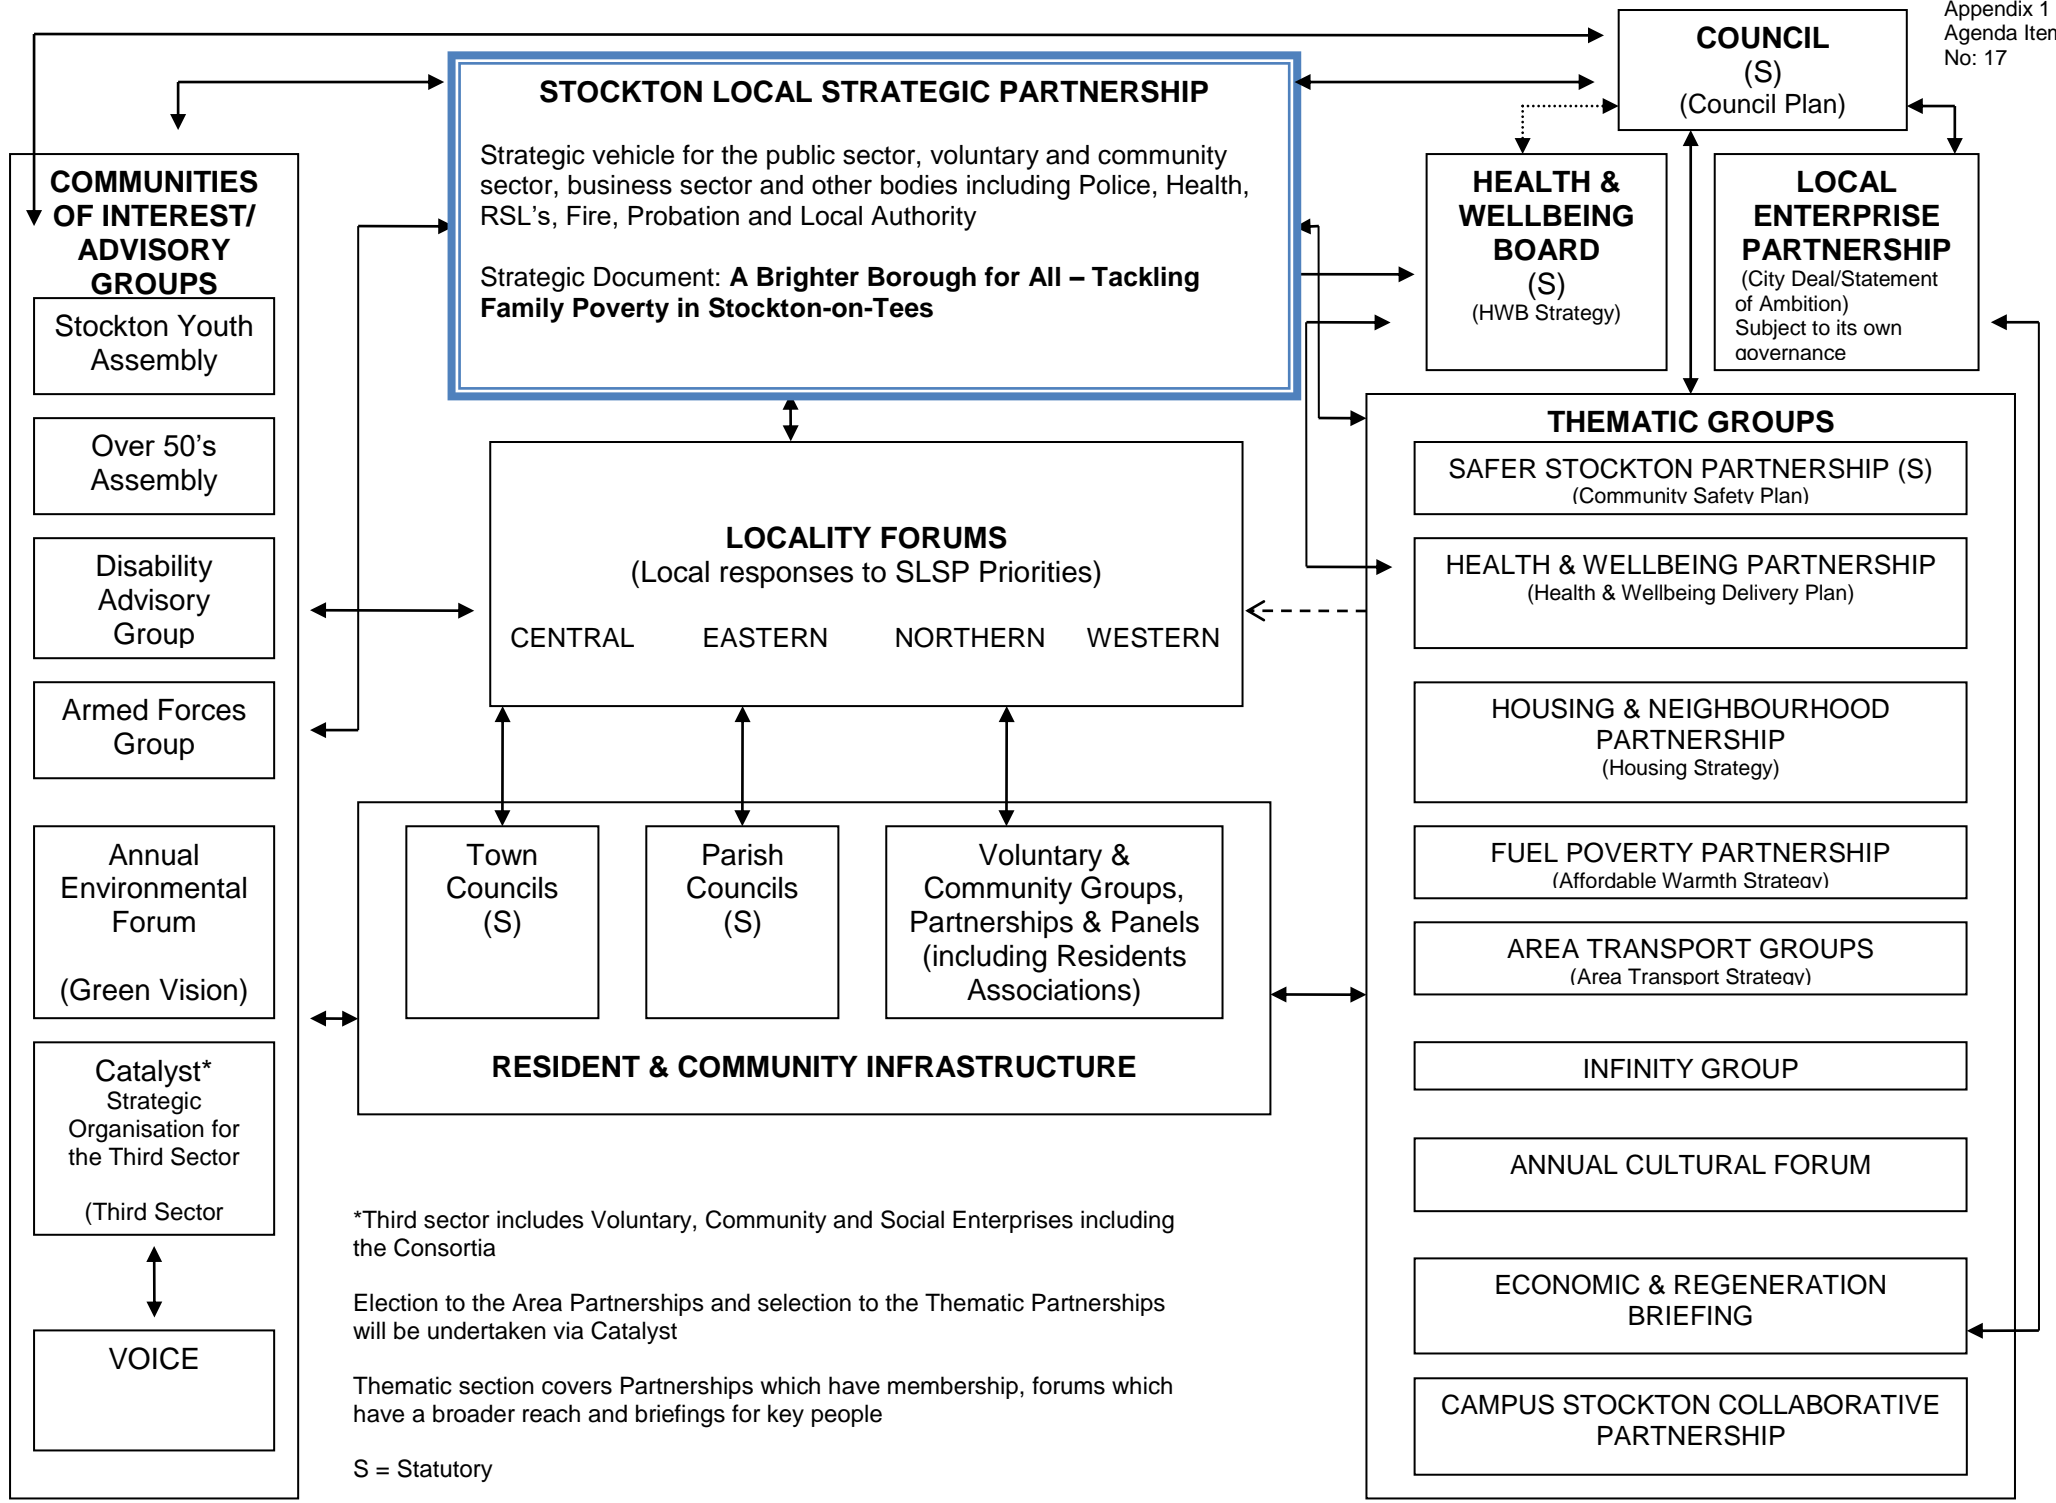 Appendix 1
Agenda Item
No: 17
COUNCIL
(S)
(Council Plan)
STOCKTON LOCAL STRATEGIC PARTNERSHIP
Strategic vehicle for the public sector, voluntary and community
sector, business sector and other bodies including Police, Health,
RSL's, Fire, Probation and Local Authority
Strategic Document: A Brighter Borough for All – Tackling
Family Poverty in Stockton-on-Tees
HEALTH &
WELLBEING
BOARD
(S)
(HWB Strategy)
LOCAL
ENTERPRISE
PARTNERSHIP
(City Deal/Statement
of Ambition)
Subject to its own
governance
COMMUNITIES
OF INTEREST/
ADVISORY
GROUPS
Stockton Youth
Assembly
Over 50's
Assembly
Disability
Advisory
Group
Armed Forces
Group
Annual
Environmental
Forum
(Green Vision)
Catalyst*
Strategic
Organisation for
the Third Sector
(Third Sector
VOICE
LOCALITY FORUMS
(Local responses to SLSP Priorities)
CENTRAL EASTERN NORTHERN WESTERN
Town
Councils
(S)
Parish
Councils
(S)
Voluntary &
Community Groups,
Partnerships & Panels
(including Residents
Associations)
RESIDENT & COMMUNITY INFRASTRUCTURE
THEMATIC GROUPS
SAFER STOCKTON PARTNERSHIP (S)
(Community Safety Plan)
HEALTH & WELLBEING PARTNERSHIP
(Health & Wellbeing Delivery Plan)
HOUSING & NEIGHBOURHOOD
PARTNERSHIP
(Housing Strategy)
FUEL POVERTY PARTNERSHIP
(Affordable Warmth Strategy)
AREA TRANSPORT GROUPS
(Area Transport Strategy)
INFINITY GROUP
ANNUAL CULTURAL FORUM
ECONOMIC & REGENERATION
BRIEFING
CAMPUS STOCKTON COLLABORATIVE
PARTNERSHIP
*Third sector includes Voluntary, Community and Social Enterprises including
the Consortia
Election to the Area Partnerships and selection to the Thematic Partnerships
will be undertaken via Catalyst
Thematic section covers Partnerships which have membership, forums which
have a broader reach and briefings for key people
S = Statutory